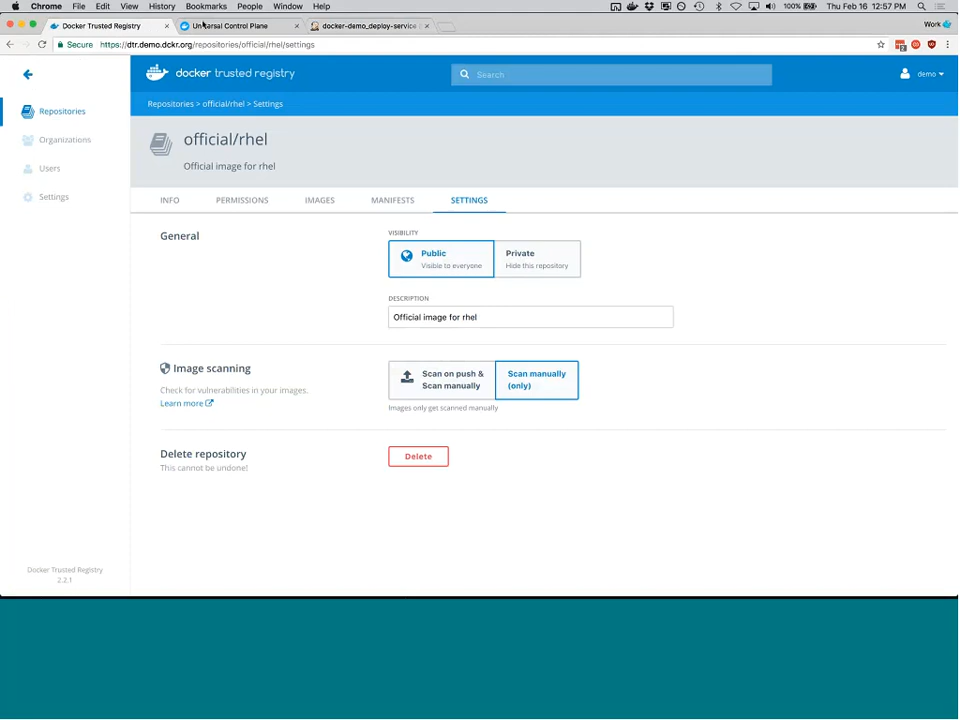 Chrome File Edit View History Bookmarks People Window Help 100% Thu Feb 16 12:57 PM
Docker Trusted Registry × Universal Control Plane × docker-demo_deploy-service × Work
Secure https://dtr.demo.dckr.org/repositories/official/rhel/settings
docker trusted registry Search demo
Repositories > official/rhel > Settings
Repositories
Organizations
Users
Settings
official/rhel
Official image for rhel
INFO PERMISSIONS IMAGES MANIFESTS SETTINGS
General
VISIBILITY
Public
Visible to everyone
Private
Hide this repository
DESCRIPTION
Official image for rhel
Image scanning
Check for vulnerabilities in your images.
Learn more
Scan on push &
Scan manually
Scan manually
(only)
Images only get scanned manually
Delete repository
This cannot be undone!
Delete
Docker Trusted Registry
2.2.1